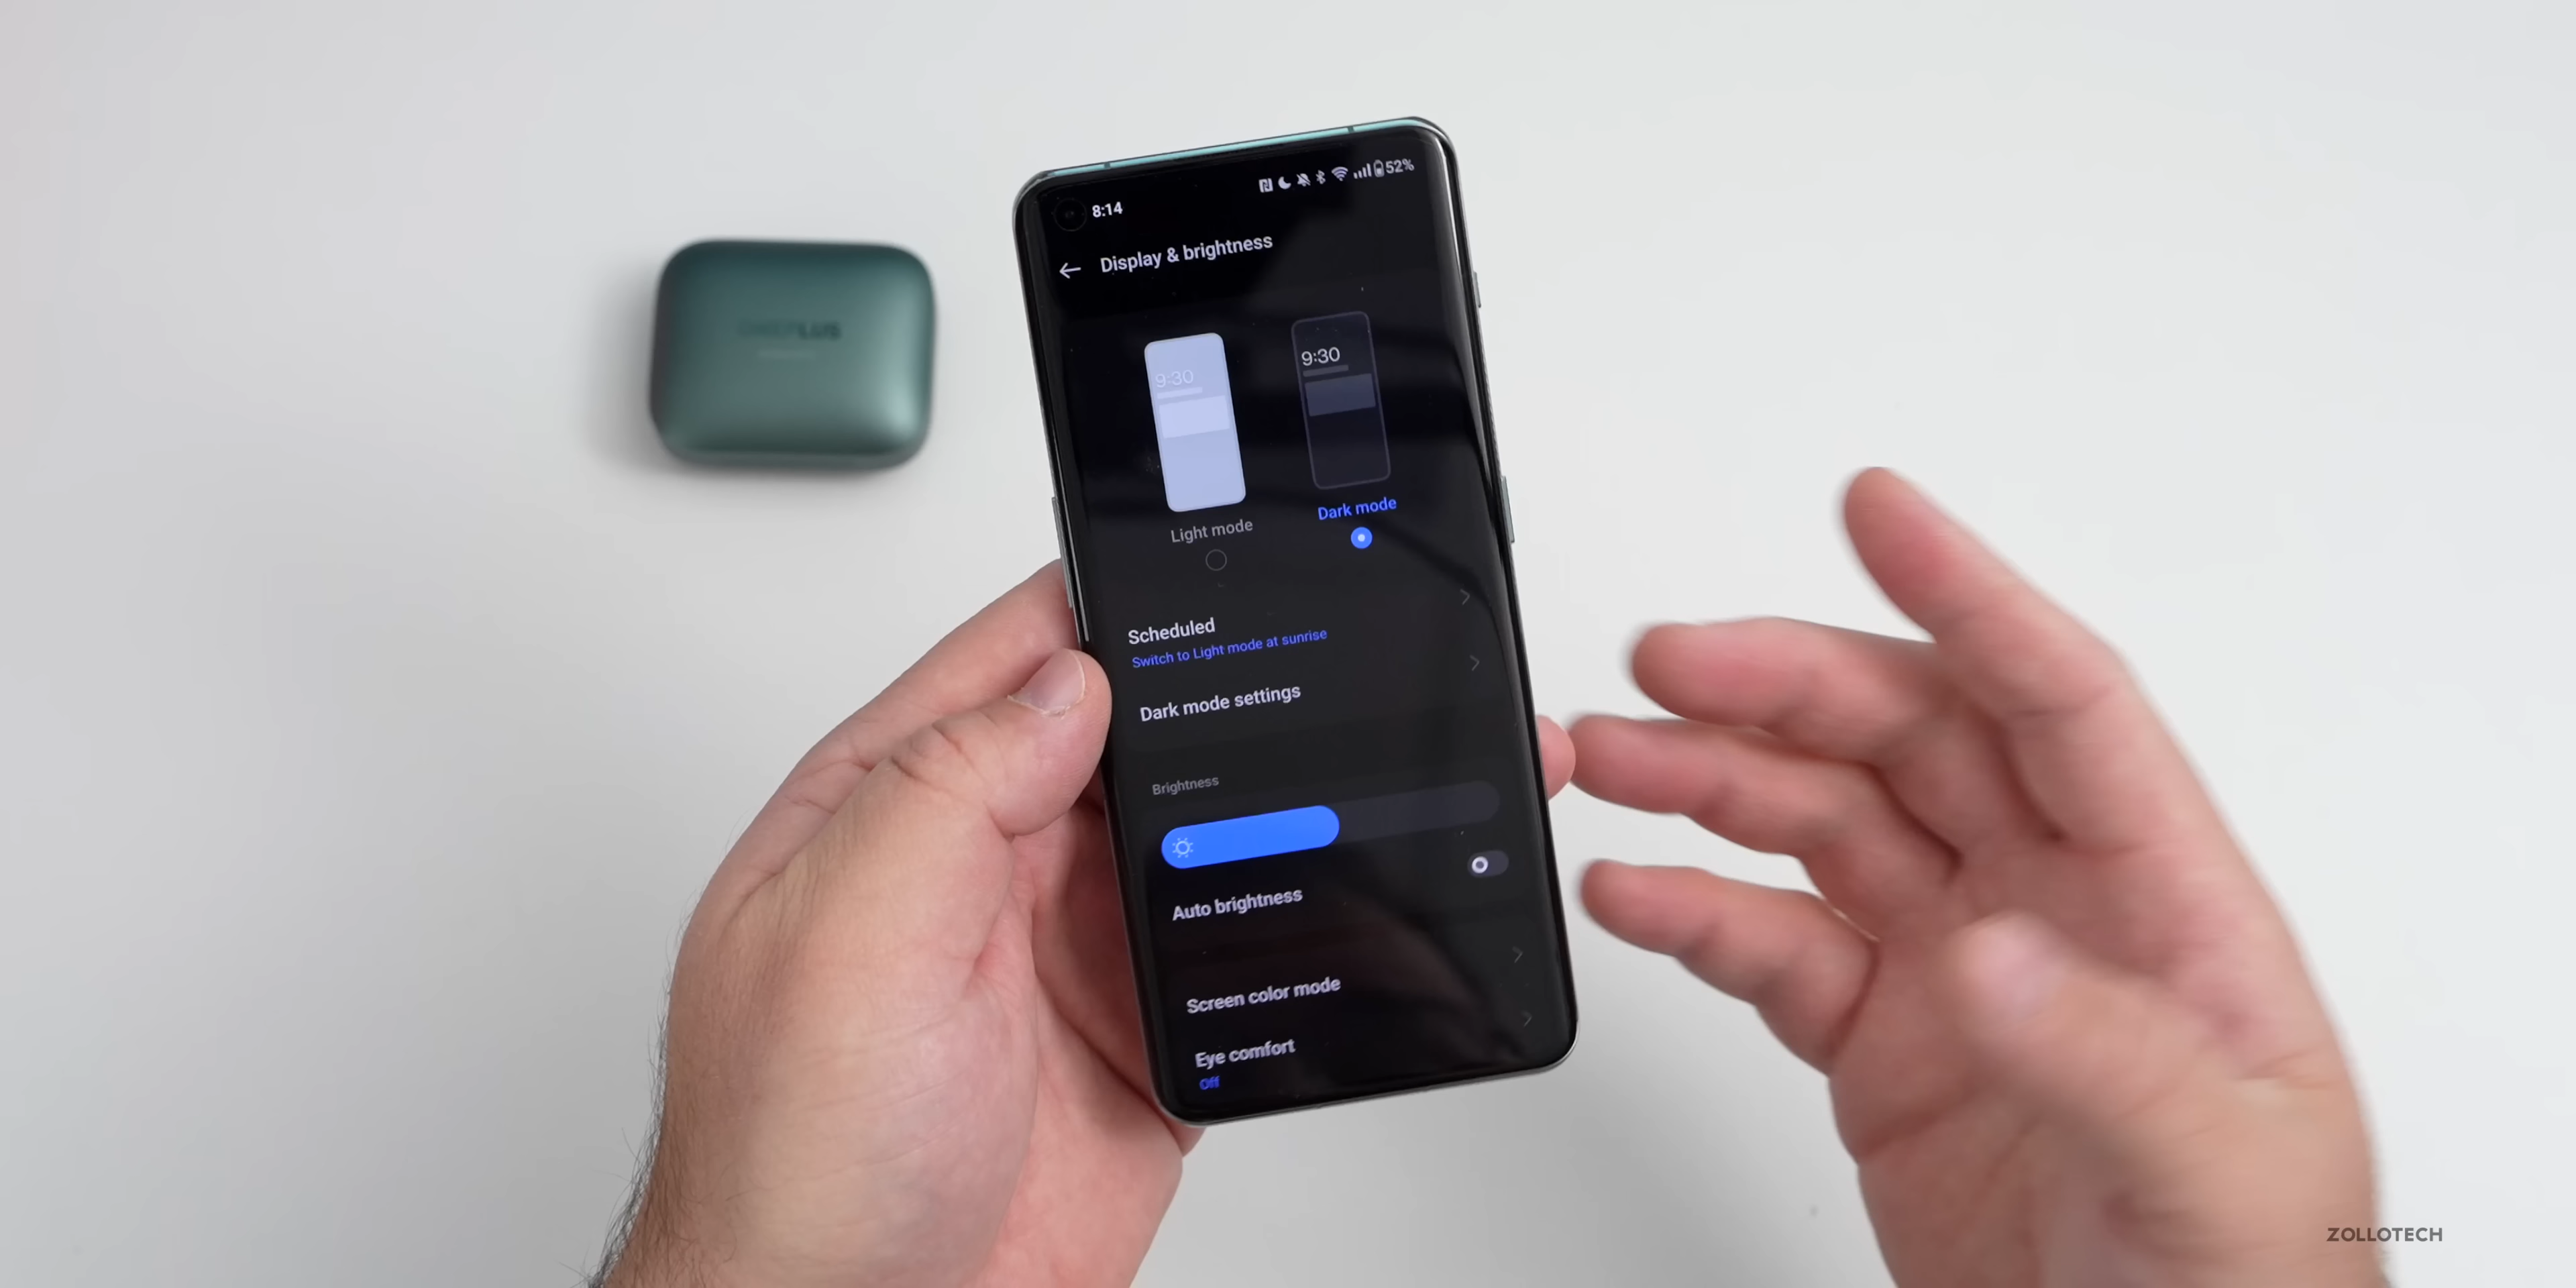 8:14
52%
Display & brightness
9:30
9:30
Light mode
Dark mode
Scheduled
Switch to Light mode at sunrise
Dark mode settings
Brightness
Auto brightness
Screen color mode
Eye comfort
Off
ONEPLUS
ZOLLOTECH